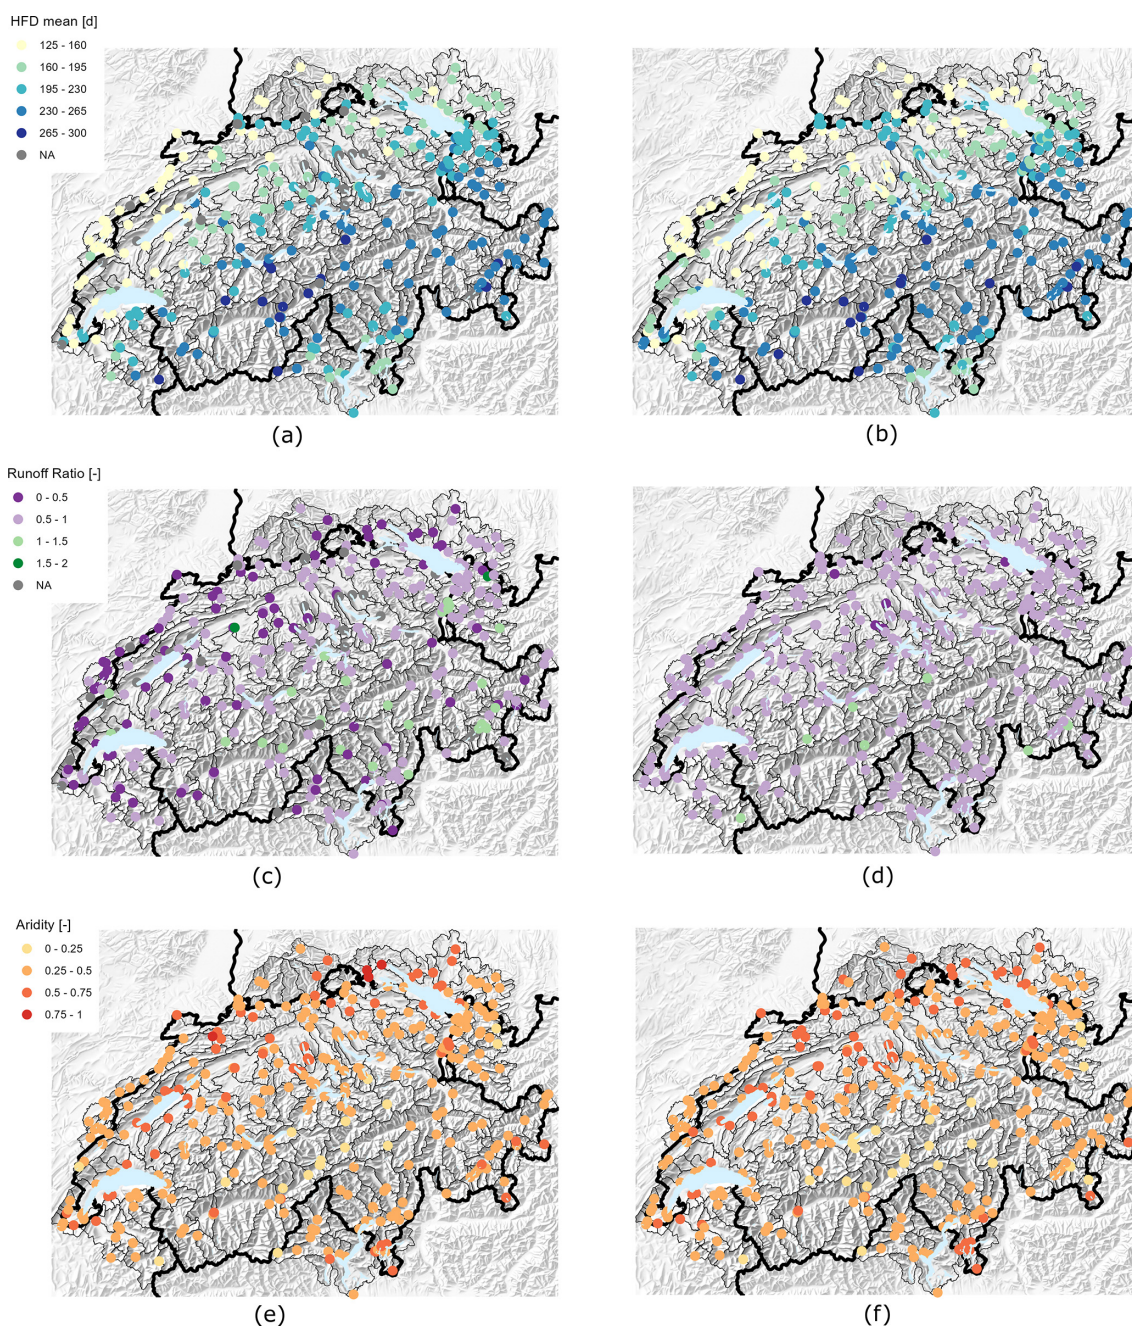 HFD mean [d]
125 - 160
160 - 195
195 - 230
230 - 265
265 - 300
NA
(a)
(b)
Runoff Ratio [-]
0 - 0.5
0.5 - 1
1 - 1.5
1.5 - 2
NA
(c)
(d)
Aridity [-]
0 - 0.25
0.25 - 0.5
0.5 - 0.75
0.75 - 1
(e)
(f)